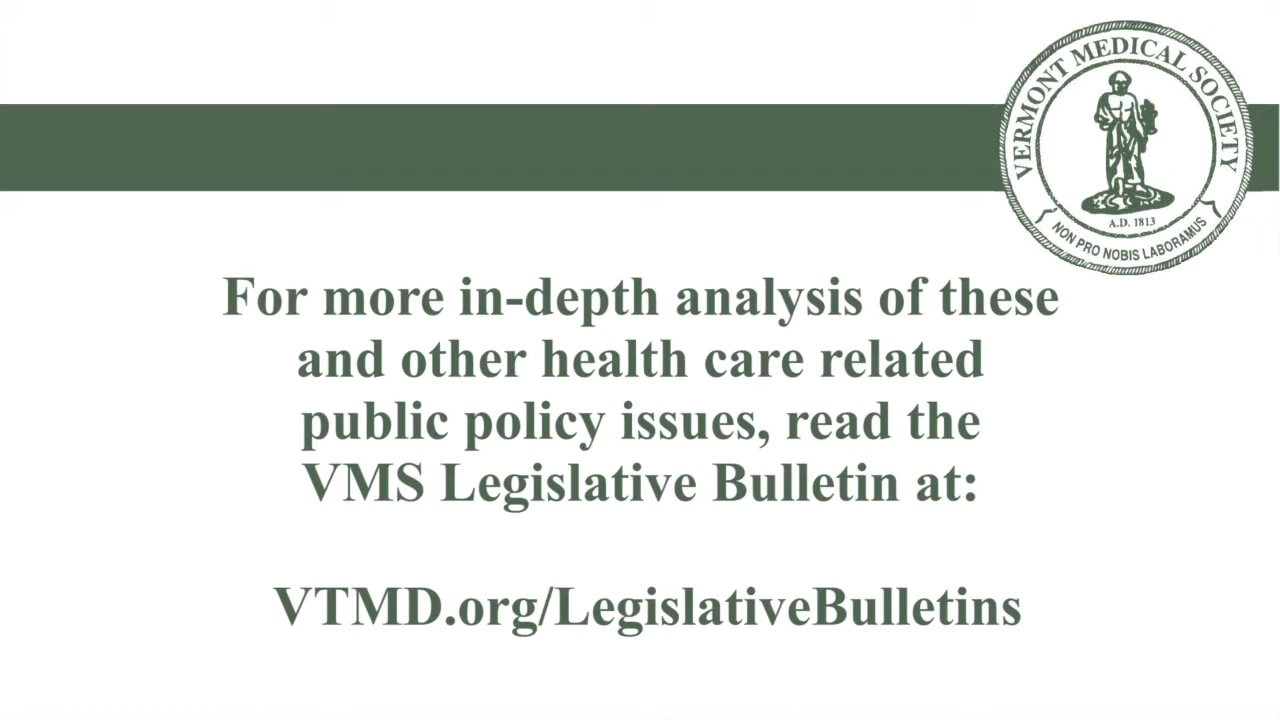 VERMONT MEDICAL SOCIETY
A.D. 1813
NON PRO NOBIS LABORAMUS
For more in-depth analysis of these
and other health care related
public policy issues, read the
VMS Legislative Bulletin at:
VTMD.org/LegislativeBulletins